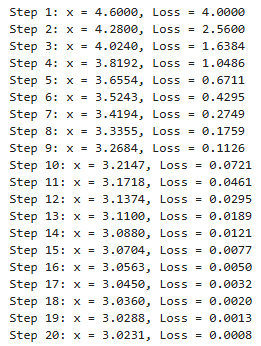 Step 1: x = 4.6000, Loss = 4.0000
Step 2: x = 4.2800, Loss = 2.5600
Step 3: x = 4.0240, Loss = 1.6384
Step 4: x = 3.8192, Loss = 1.0486
Step 5: x = 3.6554, Loss = 0.6711
Step 6: x = 3.5243, Loss = 0.4295
Step 7: x = 3.4194, Loss = 0.2749
Step 8: x = 3.3355, Loss = 0.1759
Step 9: x = 3.2684, Loss = 0.1126
Step 10: x = 3.2147, Loss = 0.0721
Step 11: x = 3.1718, Loss = 0.0461
Step 12: x = 3.1374, Loss = 0.0295
Step 13: x = 3.1100, Loss = 0.0189
Step 14: x = 3.0880, Loss = 0.0121
Step 15: x = 3.0704, Loss = 0.0077
Step 16: x = 3.0563, Loss = 0.0050
Step 17: x = 3.0450, Loss = 0.0032
Step 18: x = 3.0360, Loss = 0.0020
Step 19: x = 3.0288, Loss = 0.0013
Step 20: x = 3.0231, Loss = 0.0008